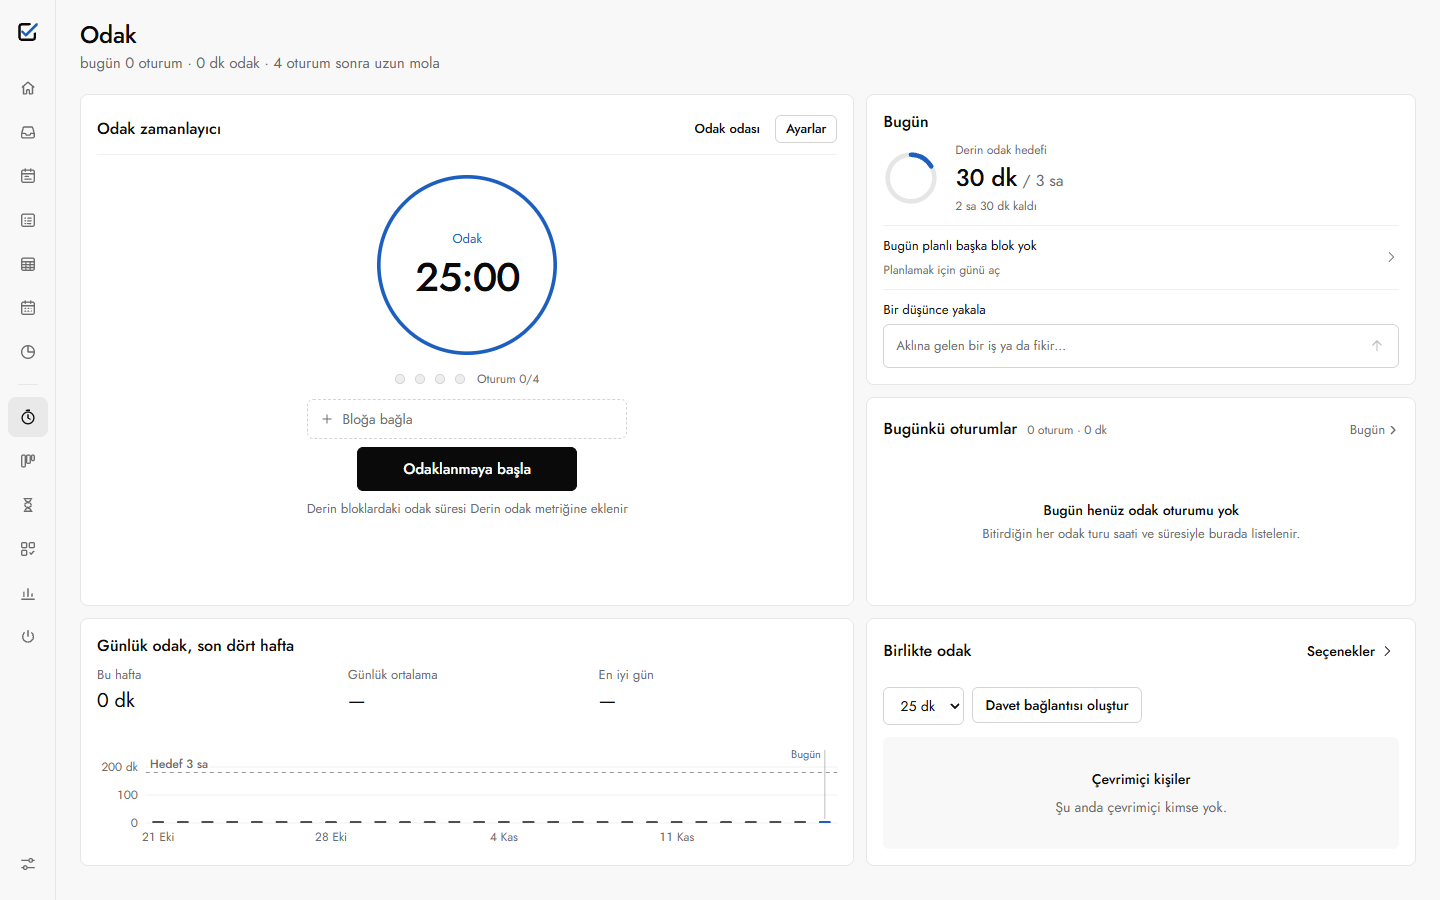 Odak
bugün 0 oturum · 0 dk odak · 4 oturum sonra uzun mola
Odak zamanlayıcı
Odak odası
Ayarlar
Odak
25:00
Oturum 0/4
Bloğa bağla
Odaklanmaya başla
Derin bloklardaki odak süresi Derin odak metriğine eklenir
Bugün
Derin odak hedefi
30 dk / 3 sa
2 sa 30 dk kaldı
Bugün planlı başka blok yok
Planlamak için günü aç
Bir düşünce yakala
Aklına gelen bir iş ya da fikir...
Bugünkü oturumlar 0 oturum · 0 dk
Bugün
Bugün henüz odak oturumu yok
Bitirdiğin her odak turu saati ve süresiyle burada listelenir.
Günlük odak, son dört hafta
Bu hafta
0 dk
Günlük ortalama
—
En iyi gün
—
Bugün
Hedef 3 sa
200 dk
100
0
21 Eki
28 Eki
4 Kas
11 Kas
Birlikte odak
Seçenekler
25 dk
Davet bağlantısı oluştur
Çevrimiçi kişiler
Şu anda çevrimiçi kimse yok.